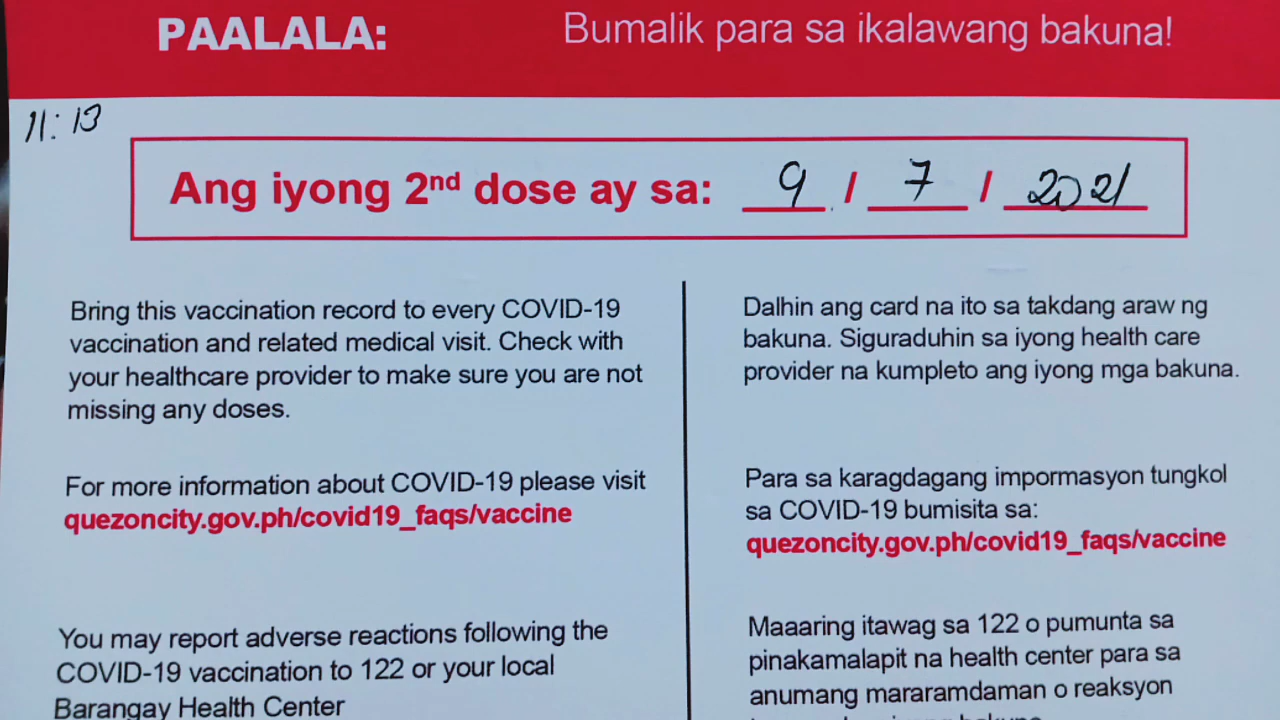 PAALALA: Bumalik para sa ikalawang bakuna!
11:13
Ang iyong 2nd dose ay sa: 9 / 7 / 2021
Bring this vaccination record to every COVID-19
vaccination and related medical visit. Check with
your healthcare provider to make sure you are not
missing any doses.
For more information about COVID-19 please visit
quezoncity.gov.ph/covid19_faqs/vaccine
You may report adverse reactions following the
COVID-19 vaccination to 122 or your local
Barangay Health Center
Dalhin ang card na ito sa takdang araw ng
bakuna. Siguraduhin sa iyong health care
provider na kumpleto ang iyong mga bakuna.
Para sa karagdagang impormasyon tungkol
sa COVID-19 bumisita sa:
quezoncity.gov.ph/covid19_faqs/vaccine
Maaaring itawag sa 122 o pumunta sa
pinakamalapit na health center para sa
anumang mararamdaman o reaksyon